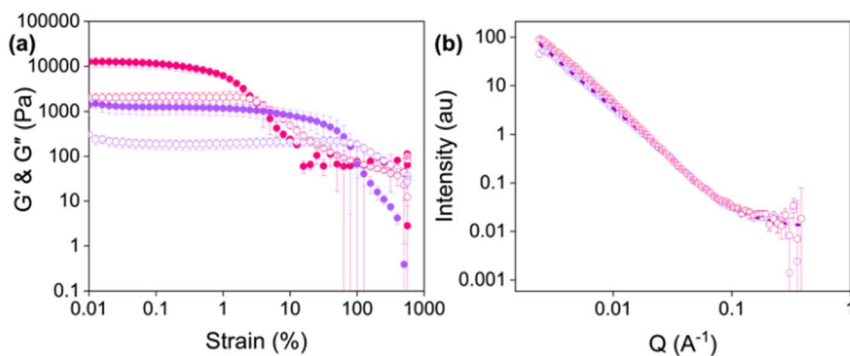 (a)
G′ & G″ (Pa)
100000
10000
1000
100
10
1
0.1
0.01 0.1 1 10 100 1000
Strain (%)
(b)
Intensity (au)
100
10
1
0.1
0.01
0.001
0.01 0.1 1
Q (A⁻¹)